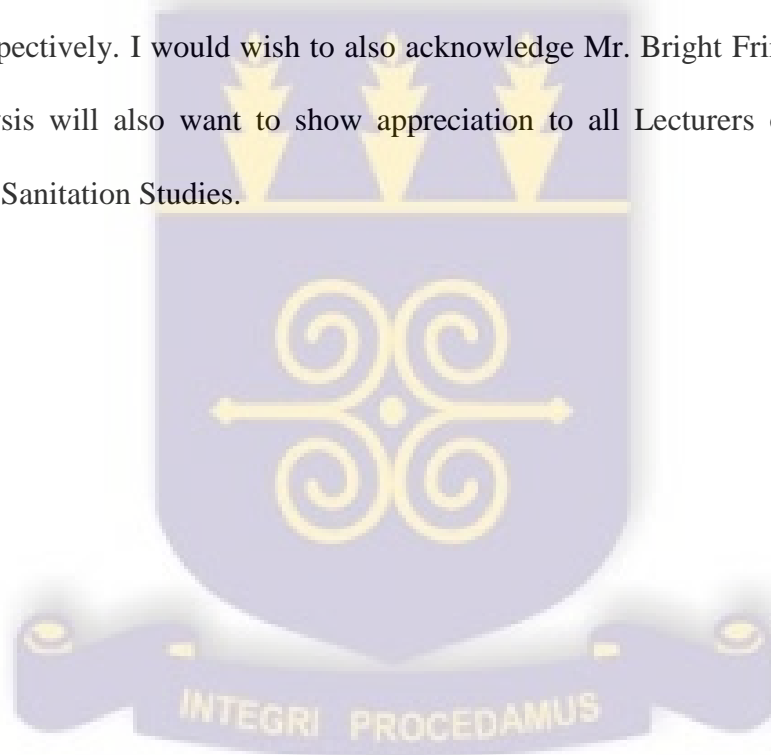 pectively. I would wish to also acknowledge Mr. Bright Fri
sis will also want to show appreciation to all Lecturers
Sanitation Studies.
INTEGRI PROCEDAMUS